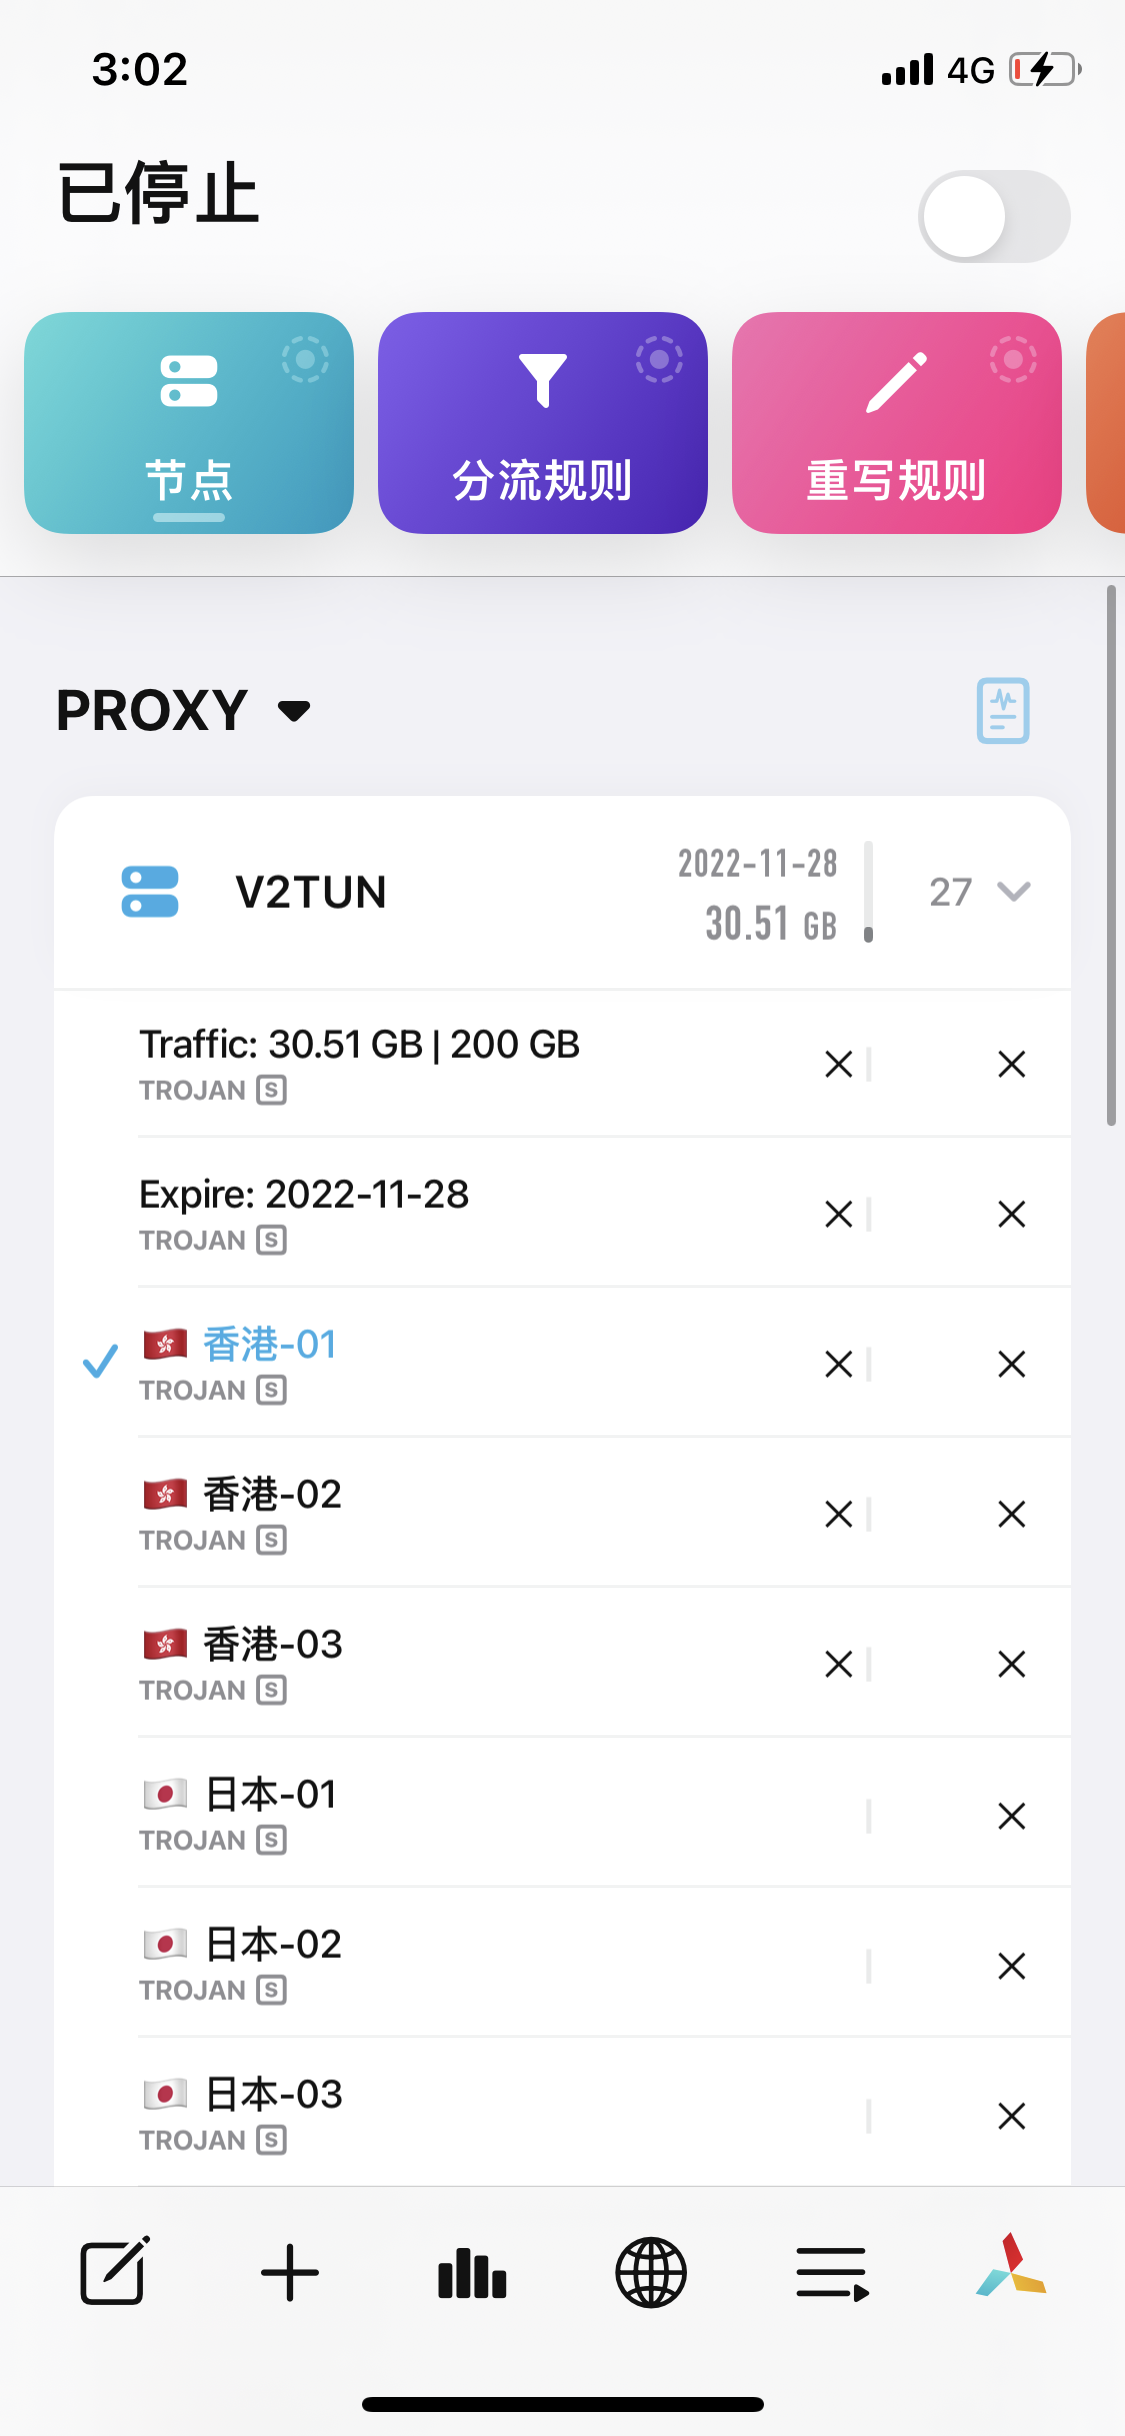 3:02
4G
已停止
节点
分流规则
重写规则
PROXY
V2TUN
2022-11-28
30.51 GB
27
Traffic: 30.51 GB | 200 GB
TROJAN S
Expire: 2022-11-28
TROJAN S
🇭🇰 香港-01
TROJAN S
🇭🇰 香港-02
TROJAN S
🇭🇰 香港-03
TROJAN S
🇯🇵 日本-01
TROJAN S
🇯🇵 日本-02
TROJAN S
🇯🇵 日本-03
TROJAN S